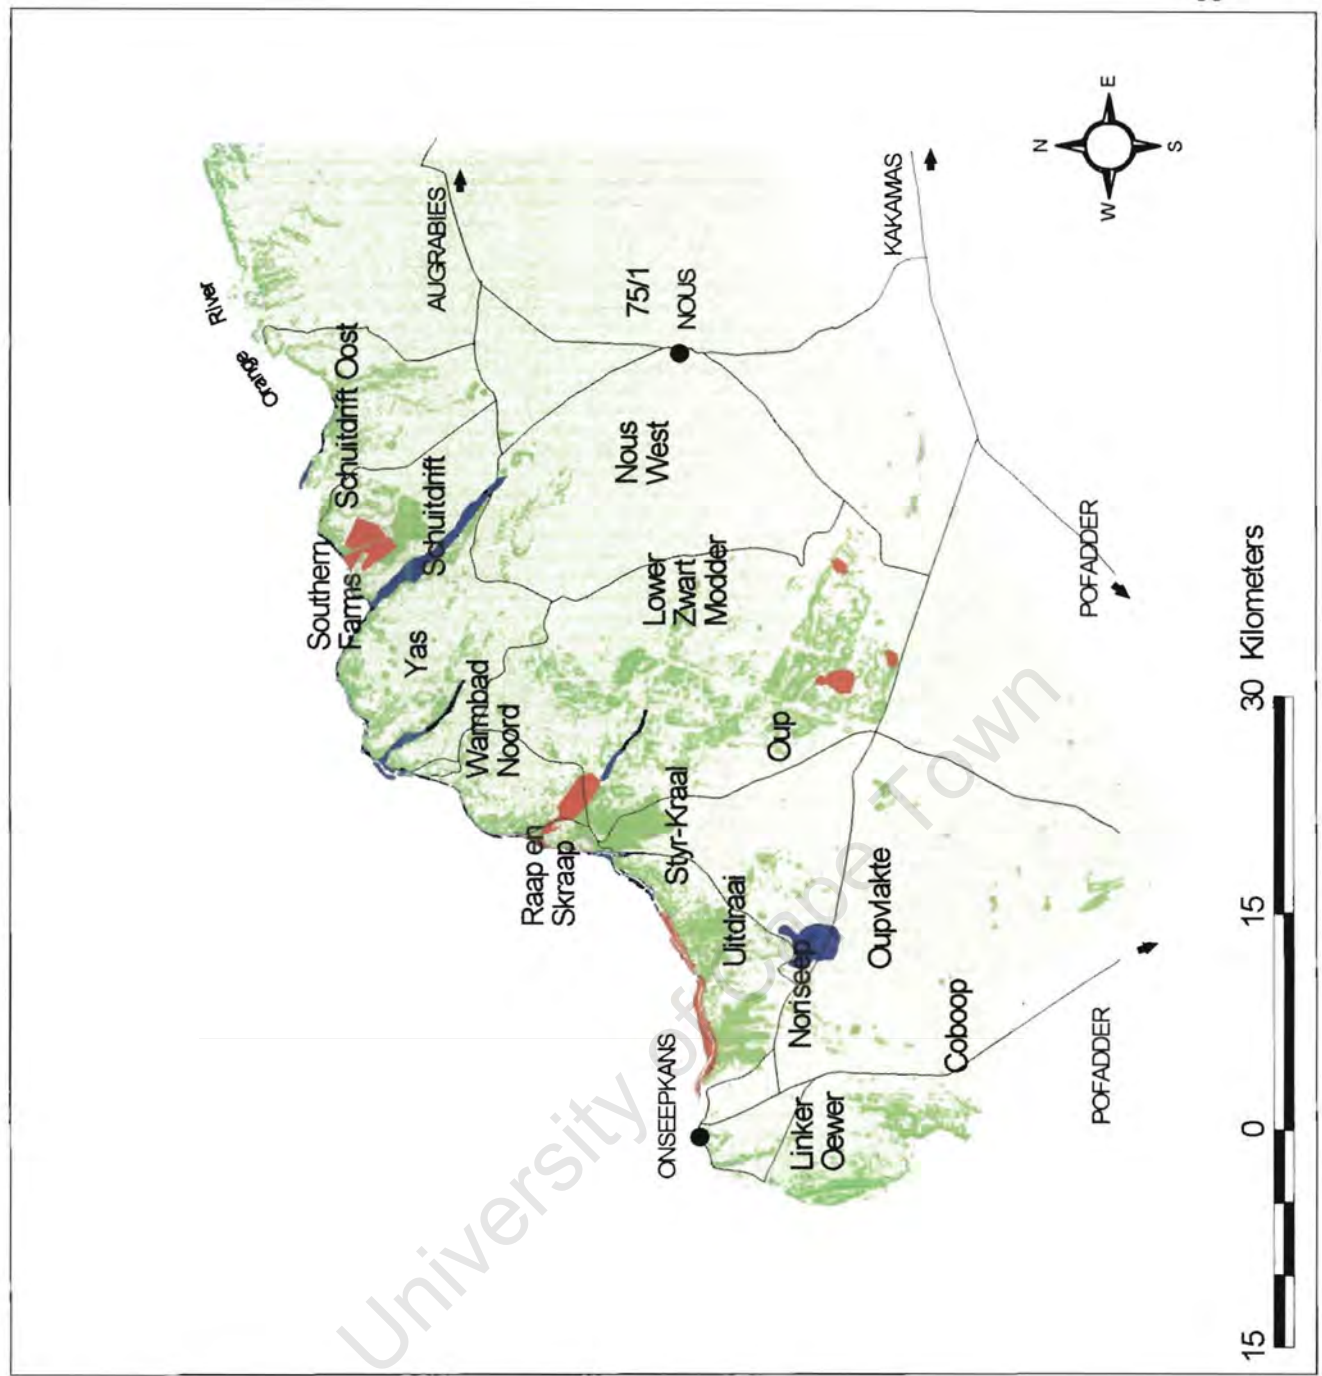 Orange
River
AUGRABIES
Schuitdrift Oost
Southern
Farms
Schuitdrift
Yas
Warmbad
Noord
75/1
NOUS
Nous
West
KAKAMAS
Lower
Zwart
Modder
POFADDER
Raap en
Skraap
Styr-Kraal
Oup
Uitdraai
Oupvlakte
Noriseep
Coboop
ONSEEPKANS
Linker
Oewer
POFADDER
N
E
S
W
15
0
15
30 Kilometers
University of Cape Town